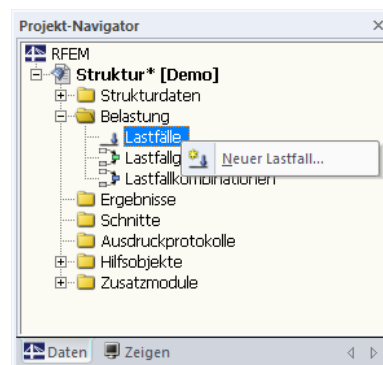 Projekt-Navigator
RFEM
Struktur* [Demo]
Strukturdaten
Belastung
Lastfälle
Neuer Lastfall...
Lastfallg
Lastfallkombinationen
Ergebnisse
Schnitte
Ausdruckprotokolle
Hilfsobjekte
Zusatzmodule
Daten
Zeigen